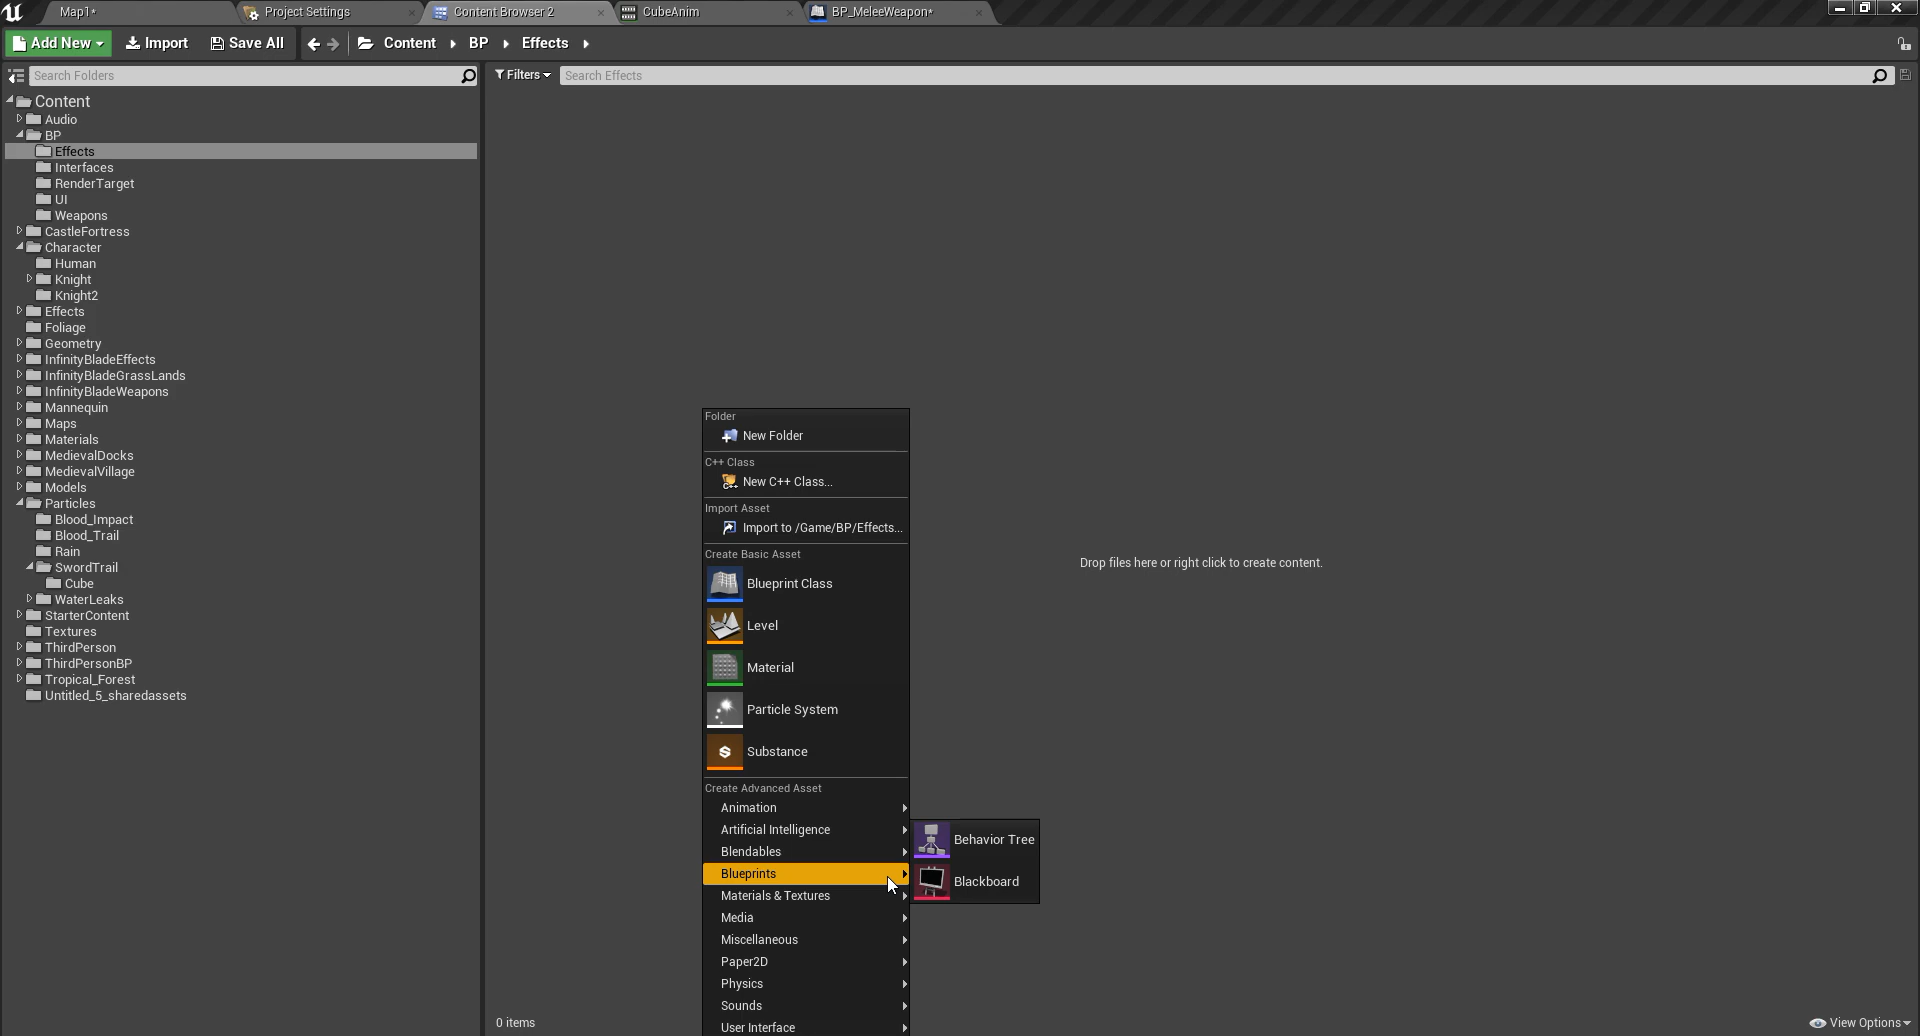 Map1*
Project Settings
Content Browser 2
CubeAnim
BP_MeleeWeapon*
Add New
Import
Save All
Content
BP
Effects
Search Folders
Filters
Search Effects
Content
Audio
BP
Effects
Interfaces
RenderTarget
UI
Weapons
CastleFortress
Character
Human
Knight
Knight2
Effects
Foliage
Geometry
InfinityBladeEffects
InfinityBladeGrassLands
InfinityBladeWeapons
Mannequin
Maps
Materials
MedievalDocks
MedievalVillage
Models
Particles
Blood_Impact
Blood_Trail
Rain
SwordTrail
Cube
WaterLeaks
StarterContent
Textures
ThirdPerson
ThirdPersonBP
Tropical_Forest
Untitled_5_sharedassets
Folder
New Folder
C++ Class
New C++ Class...
Import Asset
Import to /Game/BP/Effects...
Create Basic Asset
Blueprint Class
Level
Material
Particle System
Substance
Create Advanced Asset
Animation
Artificial Intelligence
Blendables
Blueprints
Materials & Textures
Media
Miscellaneous
Paper2D
Physics
Sounds
User Interface
Behavior Tree
Blackboard
Drop files here or right click to create content.
0 items
View Options